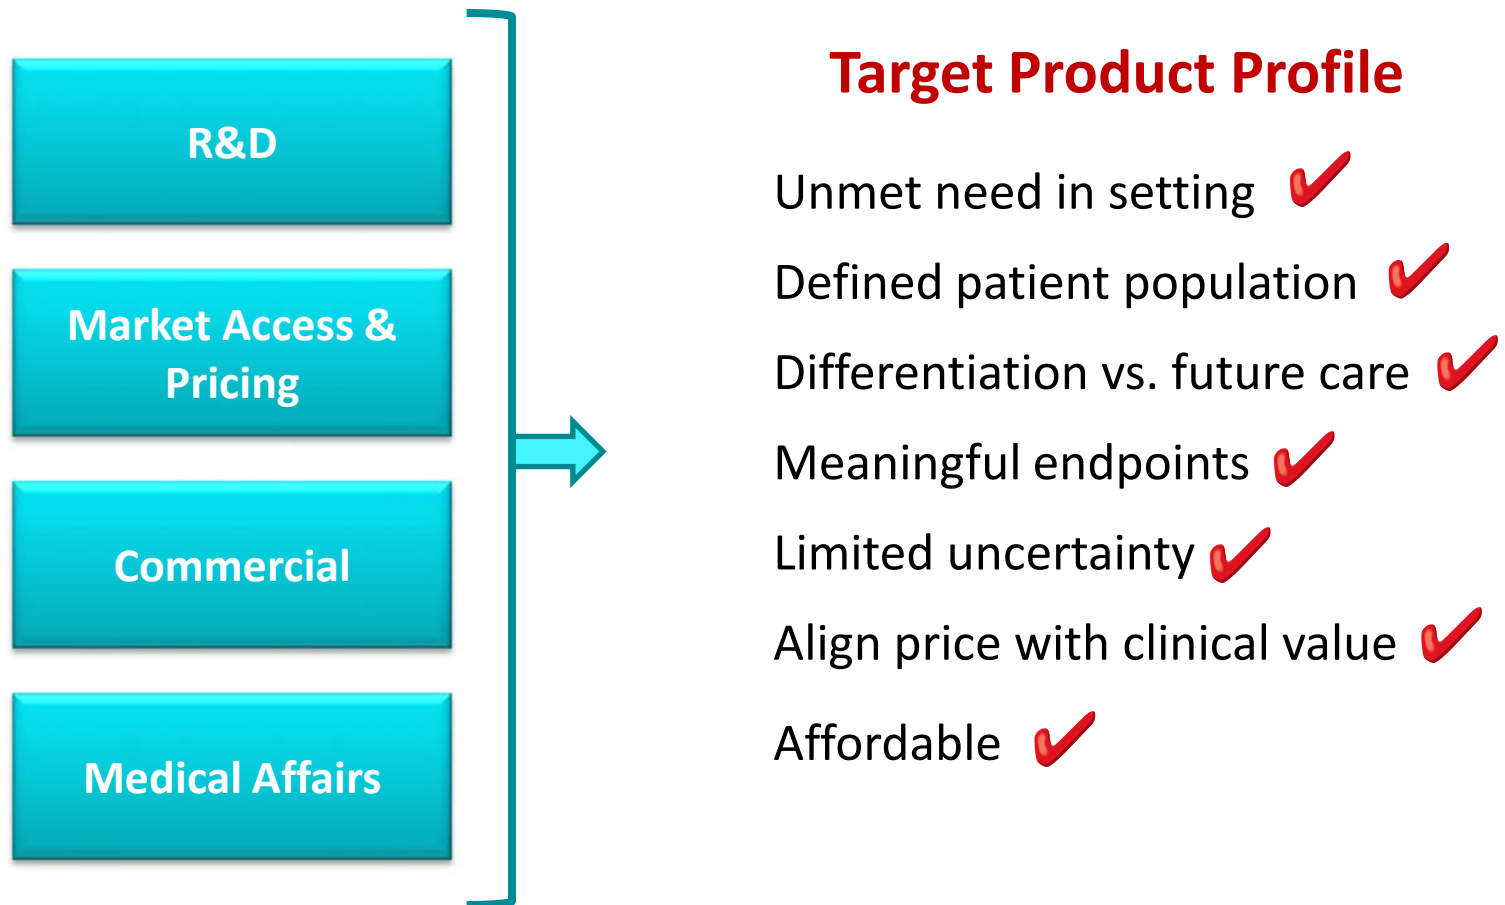 R&D
Market Access &
Pricing
Commercial
Medical Affairs
Target Product Profile
Unmet need in setting
Defined patient population
Differentiation vs. future care
Meaningful endpoints
Limited uncertainty
Align price with clinical value
Affordable